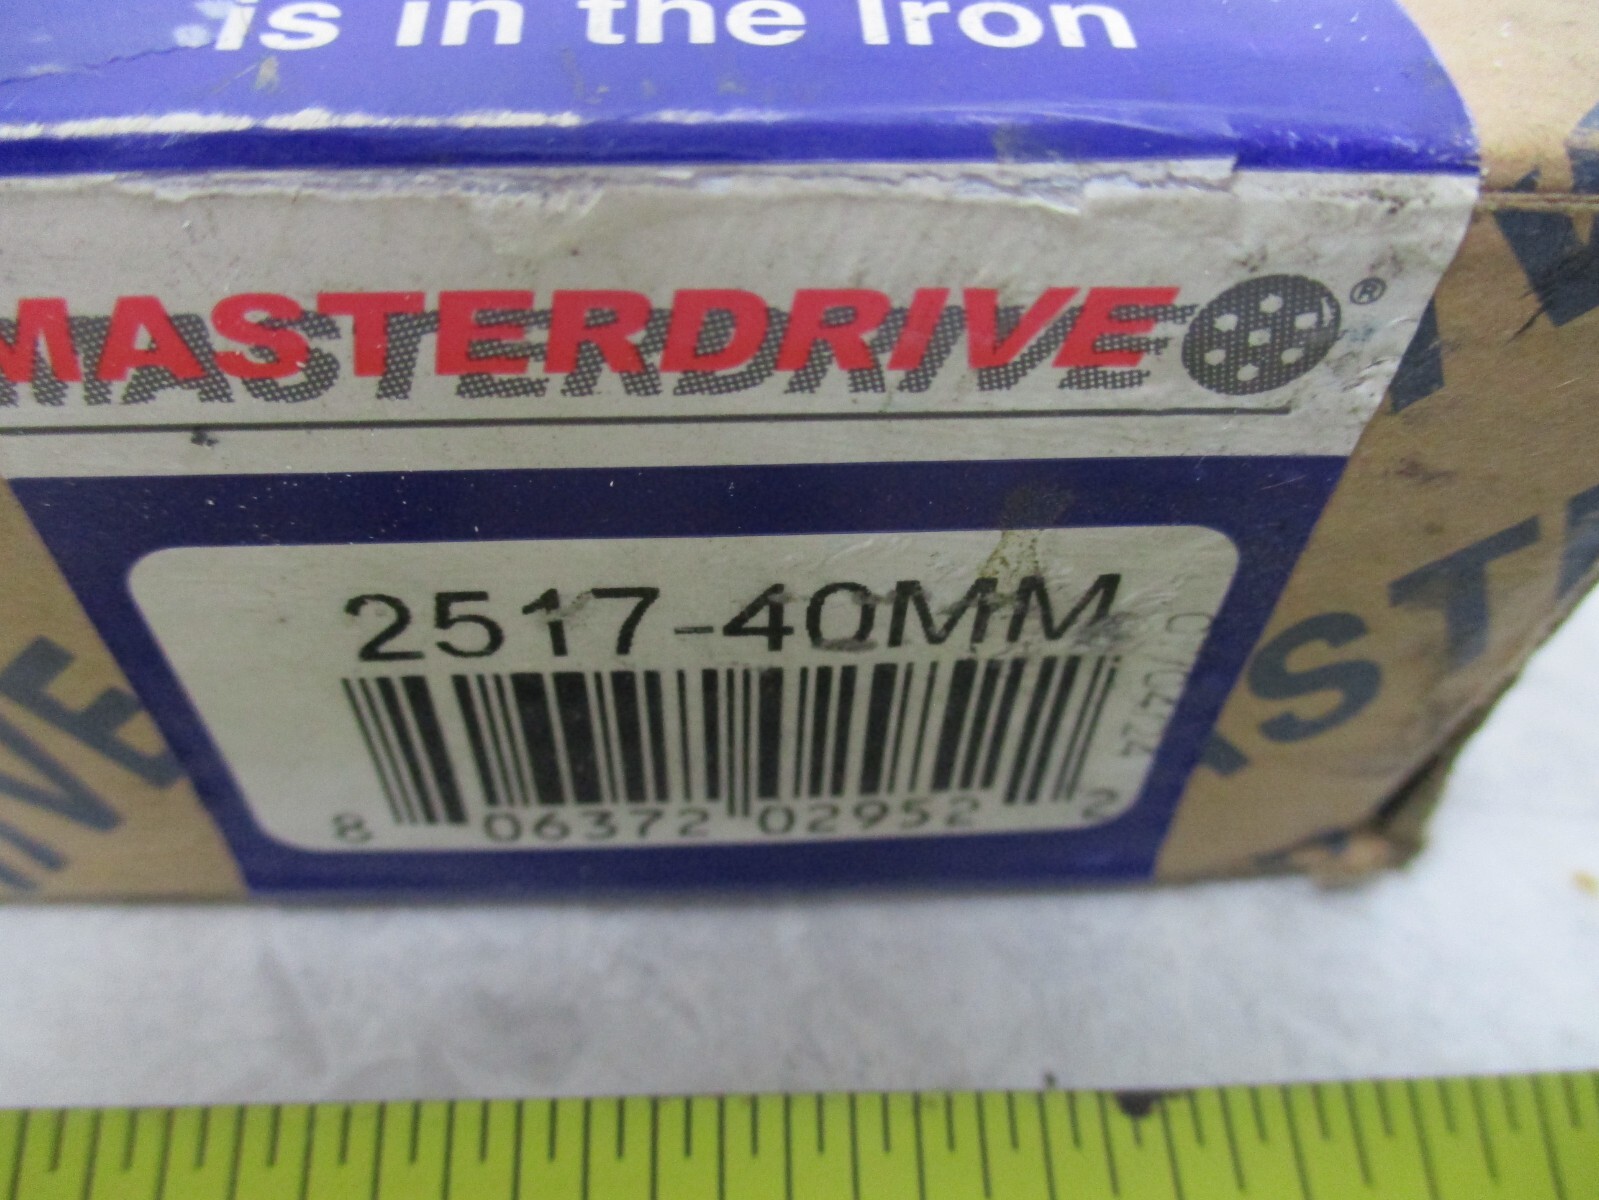 is in the Iron
MASTERDRIVE®
2517-40MM
8 06372 02952 2